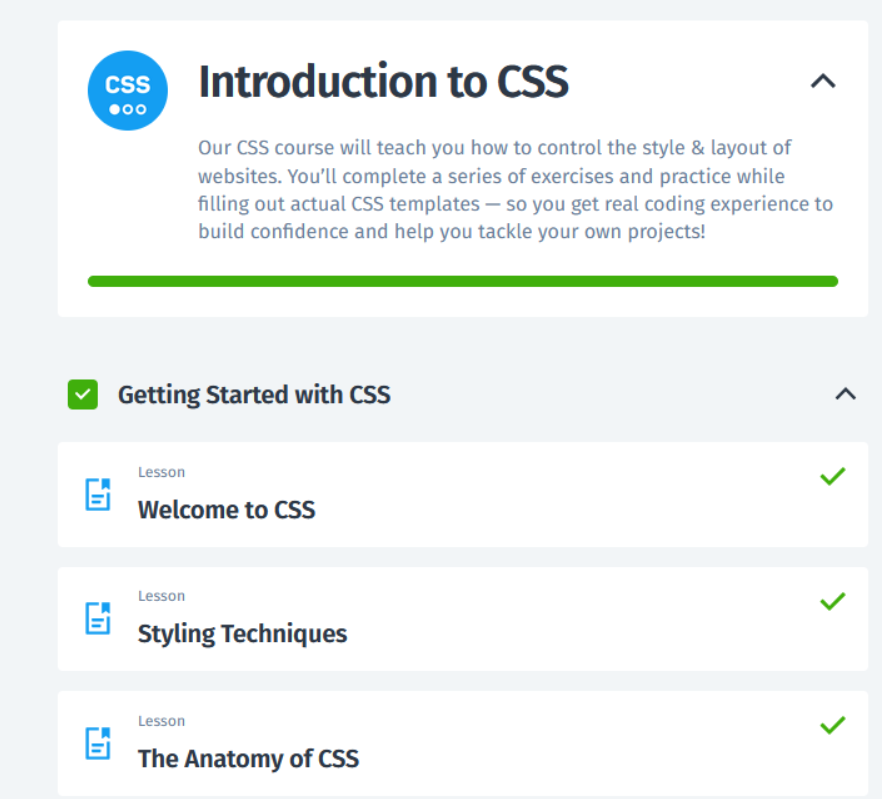 CSS
Introduction to CSS
Our CSS course will teach you how to control the style & layout of
websites. You’ll complete a series of exercises and practice while
filling out actual CSS templates — so you get real coding experience to
build confidence and help you tackle your own projects!
Getting Started with CSS
Lesson
Welcome to CSS
Lesson
Styling Techniques
Lesson
The Anatomy of CSS